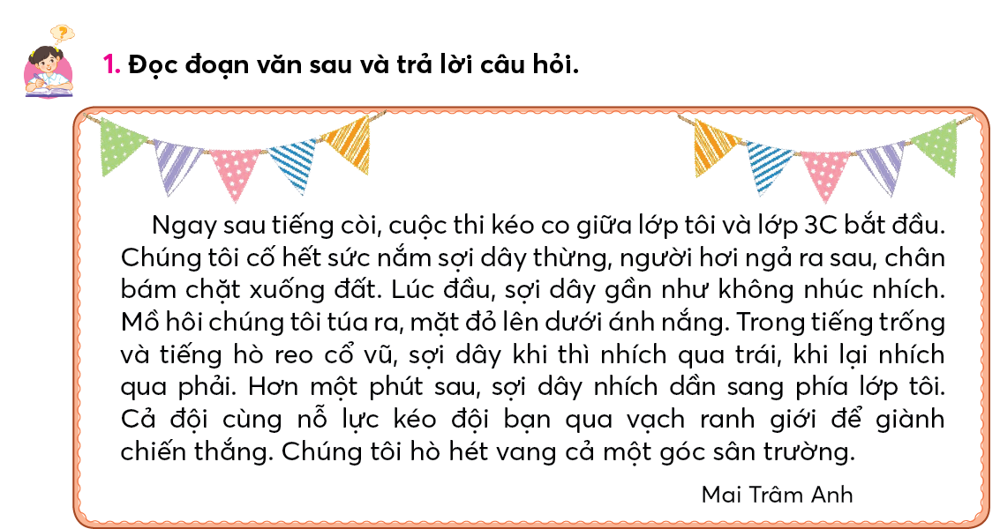 ?
1. Đọc đoạn văn sau và trả lời câu hỏi.
Ngay sau tiếng còi, cuộc thi kéo co giữa lớp tôi và lớp 3C bắt đầu.
Chúng tôi cố hết sức nắm sợi dây thừng, người hơi ngả ra sau, chân
bám chặt xuống đất. Lúc đầu, sợi dây gần như không nhúc nhích.
Mồ hôi chúng tôi túa ra, mặt đỏ lên dưới ánh nắng. Trong tiếng trống
và tiếng hò reo cổ vũ, sợi dây khi thì nhích qua trái, khi lại nhích
qua phải. Hơn một phút sau, sợi dây nhích dần sang phía lớp tôi.
Cả đội cùng nỗ lực kéo đội bạn qua vạch ranh giới để giành
chiến thắng. Chúng tôi hò hét vang cả một góc sân trường.
Mai Trâm Anh